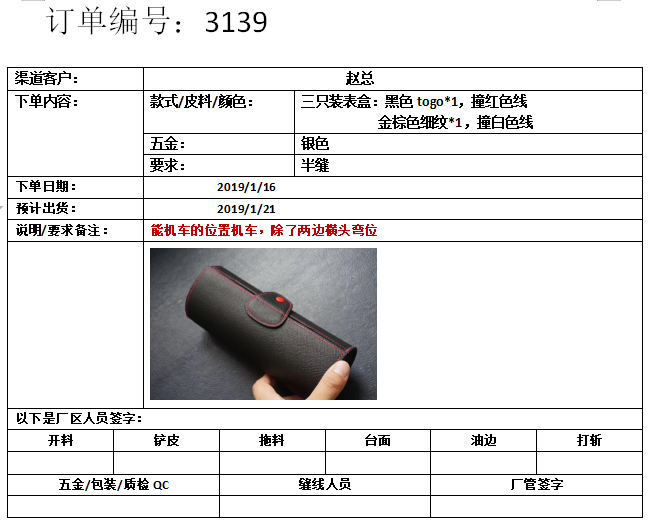 订单编号：3139
渠道客户： 赵总
下单内容： 款式/皮料/颜色： 三只装表盒：黑色 togo*1，撞红色线
金棕色细纹*1，撞白色线
五金： 银色
要求： 半缝
下单日期： 2019/1/16
预计出货： 2019/1/21
说明/要求备注： 能机车的位置机车，除了两边横头弯位
以下是厂区人员签字：
开料 铲皮 拖料 台面 油边 打斩
五金/包装/质检 QC 缝线人员 厂管签字